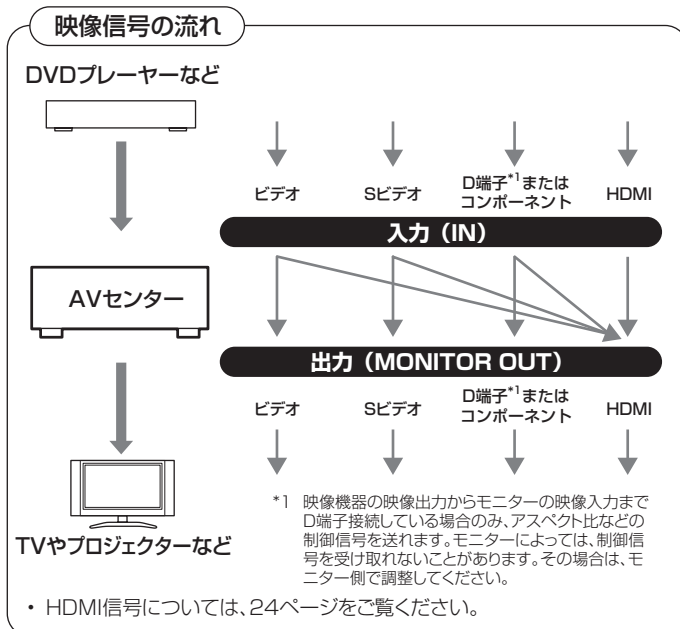 映像信号の流れ
DVDプレーヤーなど
ビデオ
Sビデオ
D端子*1または
コンポーネント
HDMI
入力（IN）
AVセンター
出力（MONITOR OUT）
ビデオ
Sビデオ
D端子*1または
コンポーネント
HDMI
TVやプロジェクターなど
*1 映像機器の映像出力からモニターの映像入力まで
D端子接続している場合のみ、アスペクト比などの
制御信号を送れます。モニターによっては、制御信
号を受け取れないことがあります。その場合は、モ
ニター側で調整してください。
・ HDMI信号については、24ページをご覧ください。